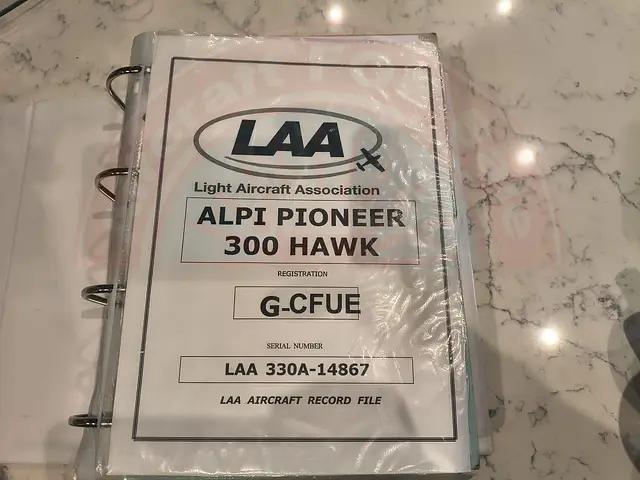 LAA
Light Aircraft Association
ALPI PIONEER
300 HAWK
REGISTRATION
G-CFUE
SERIAL NUMBER
LAA 330A-14867
LAA AIRCRAFT RECORD FILE